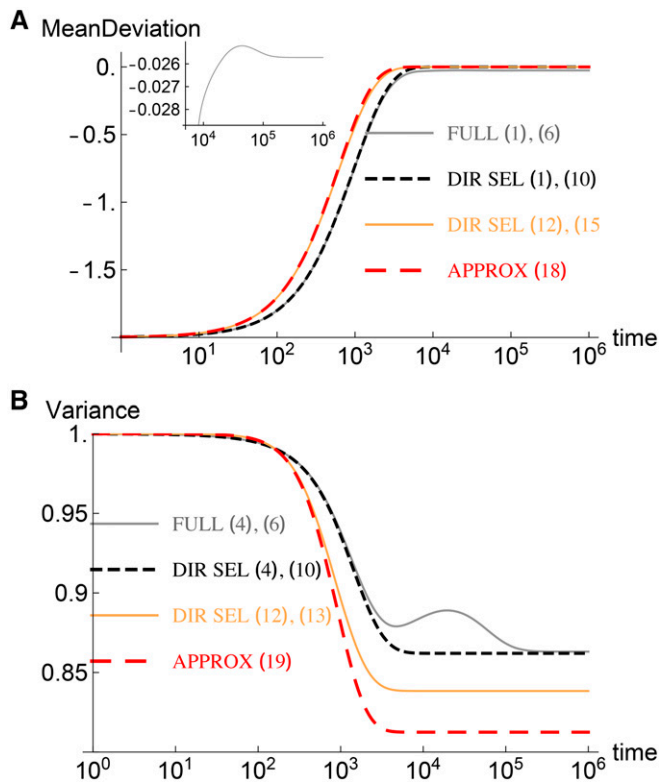 A
MeanDeviation
-0.026
-0.027
-0.028
10^4 10^5 10^6
0.
-0.5
-1.
-1.5
FULL (1), (6)
DIR SEL (1), (10)
DIR SEL (12), (15
APPROX (18)
10^1 10^2 10^3 10^4 10^5 10^6
time
B
Variance
1.
0.95
0.9
0.85
FULL (4), (6)
DIR SEL (4), (10)
DIR SEL (12), (13)
APPROX (19)
time
10^0 10^1 10^2 10^3 10^4 10^5 10^6